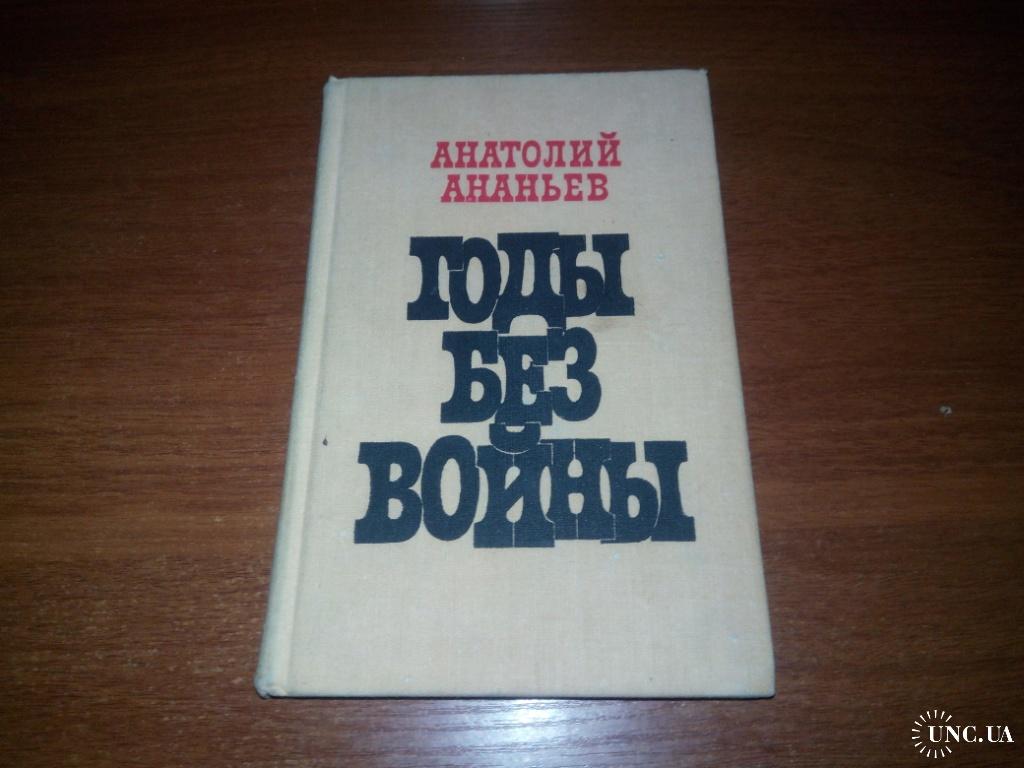 АНАТОЛИЙ
АНАНЬЕВ
ГОДЫ
БЕЗ
ВОЙНЫ
UNC.UA